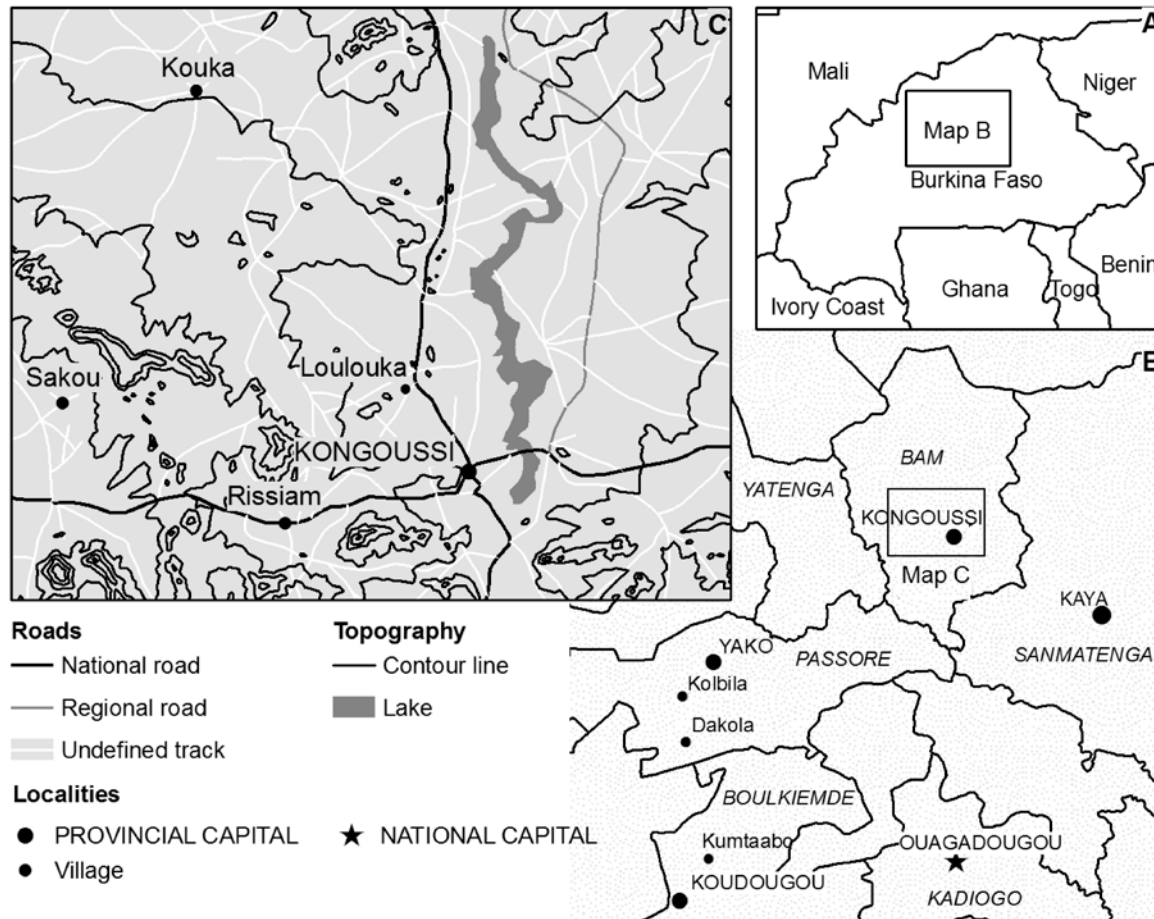 C
Kouka
Sakou
Loulouka
KONGOUSSI
Rissiam
A
Mali
Niger
Map B
Burkina Faso
Benin
Ghana
Togo
Ivory Coast
B
BAM
YATENGA
KONGOUSSI
Map C
KAYA
YAKO
PASSORE
SANMATENGA
Kolbila
Dakola
BOULKIEMDE
Kumtaabo
OUAGADOUGOU
KOUDOUGOU
KADIOGO
Roads
National road
Regional road
Undefined track
Topography
Contour line
Lake
Localities
PROVINCIAL CAPITAL
NATIONAL CAPITAL
Village